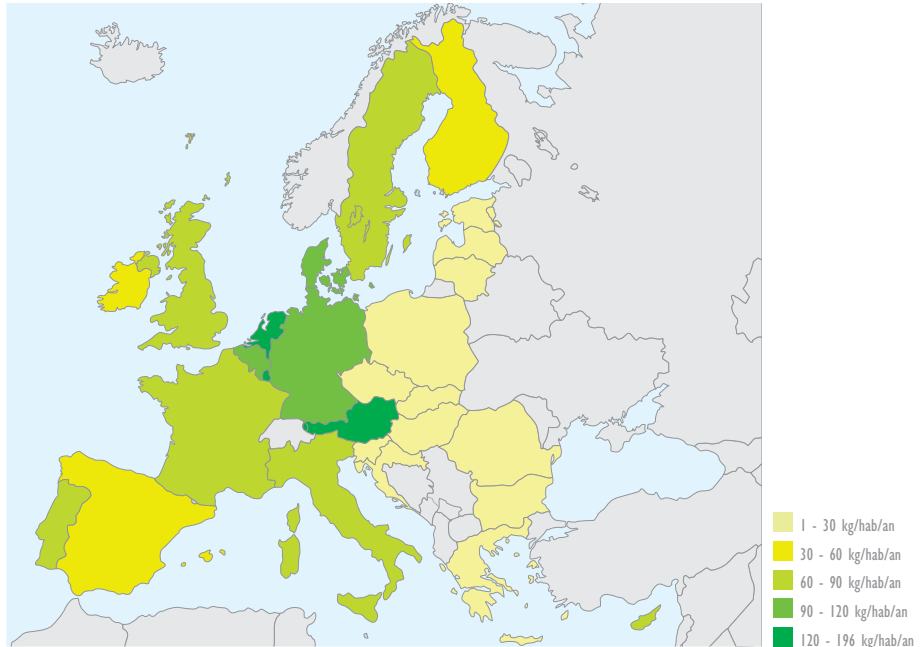 1 - 30 kg/hab/an
30 - 60 kg/hab/an
60 - 90 kg/hab/an
90 - 120 kg/hab/an
120 - 196 kg/hab/an